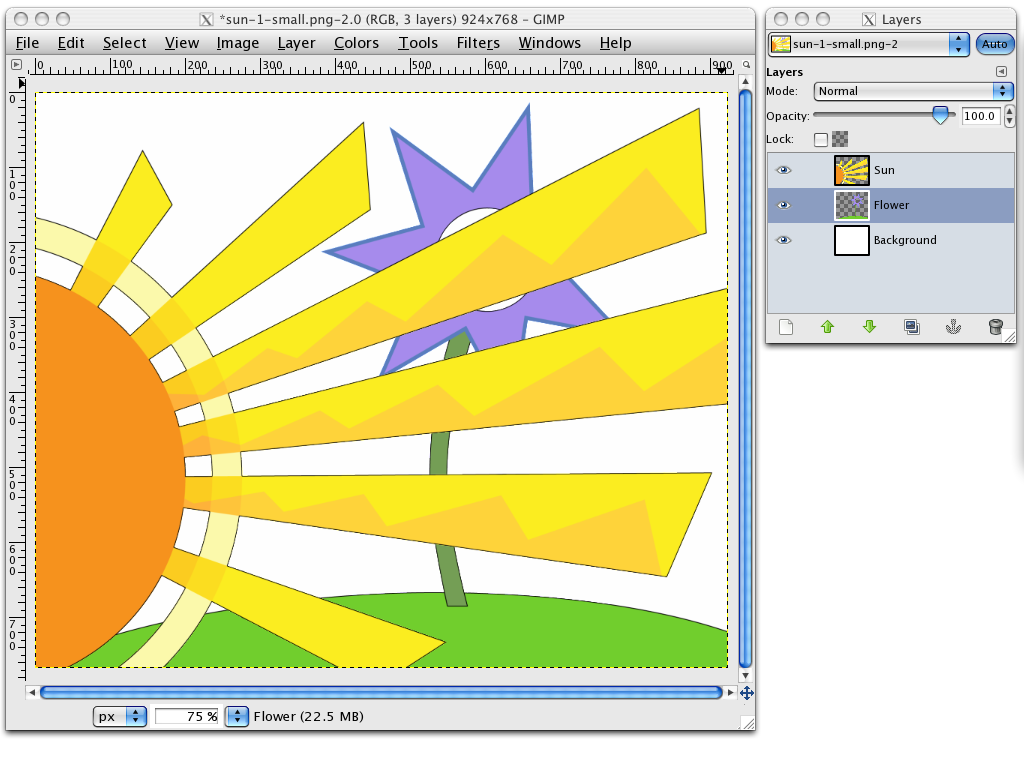 *sun-1-small.png-2.0 (RGB, 3 layers) 924x768 – GIMP
File Edit Select View Image Layer Colors Tools Filters Windows Help
0 100 200 300 400 500 600 700 800 900
0
100
200
300
400
500
600
700
px 75 % Flower (22.5 MB)
Layers
sun-1-small.png-2 Auto
Layers
Mode: Normal
Opacity: 100.0
Lock:
Sun
Flower
Background